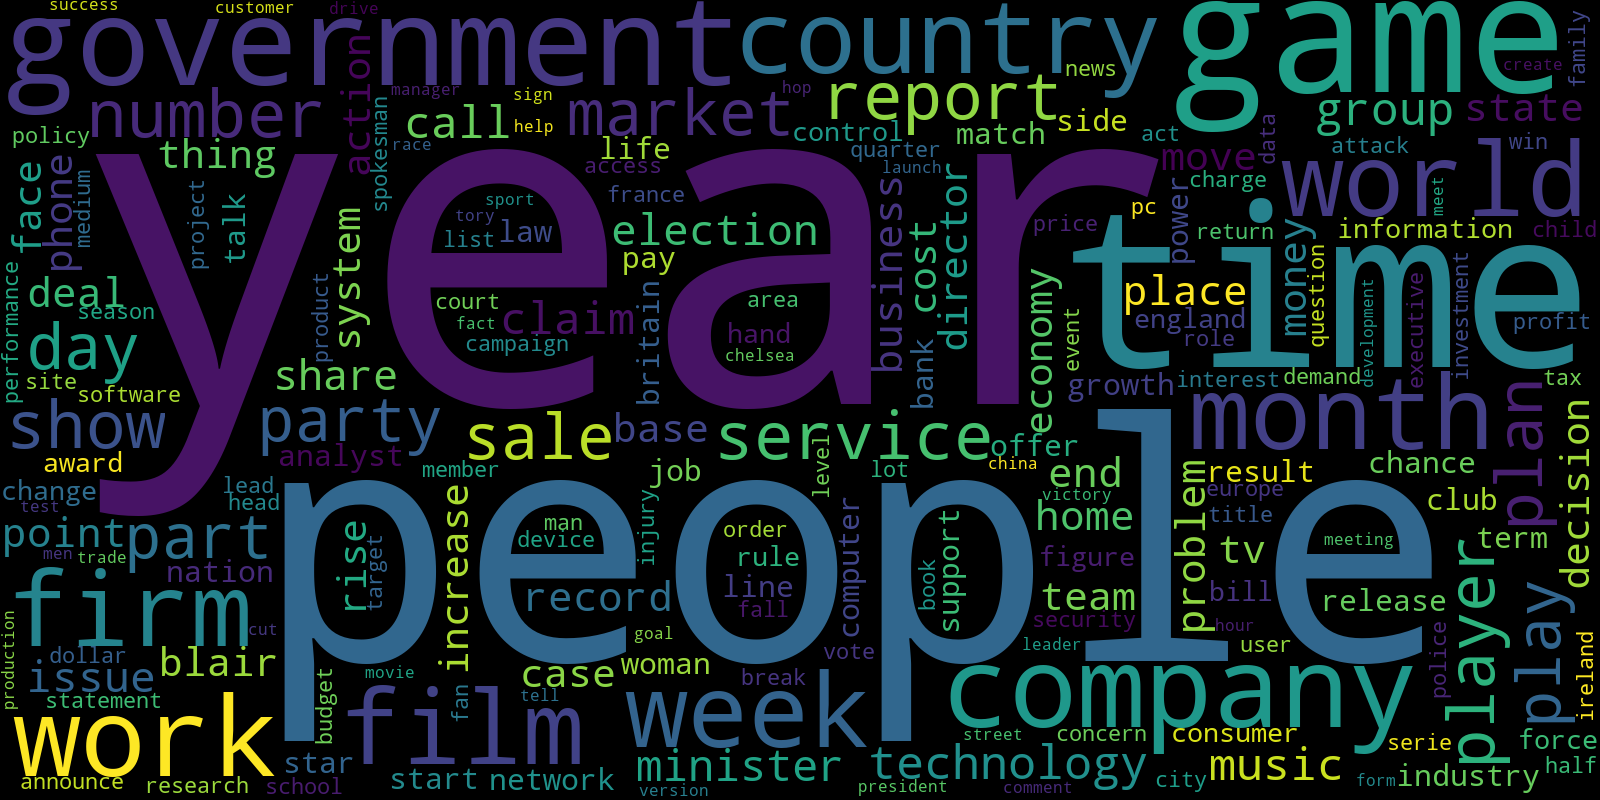 success
customer
drive
government
country
game
family
create
news
number
action
manager
sign
hop
market
report
group
state
policy
thing
spokesman
call
help
race
life
control
match
side
act
data
attack
win
quarter
access
launch
move
world
face
phone
medium
project
talk
year
france
sport
tory
list
law
election
pay
business
cost
director
price
pc
charge
power
return
meet
information
child
time
money
question
performance
deal
season
day
product
system
court
fact
claim
campaign
britain
area
hand
chelsea
bank
economy
event
place
england
role
development
executive
investment
profit
site
software
share
growth
interest
demand
tax
show
party
sale
base
service
offer
month
plan
decision
award
analyst
member
job
level
lot
china
end
result
chance
change
lead
head
test
people
victory
europe
club
title
point
part
men
trade
nation
rise
target
increase
man
device
injury
order
rule
line
fall
computer
book
support
home
figure
team
security
problem
tv
bill
meeting
term
release
player
play
firm
cut
record
goal
hour
user
police
ireland
production
dollar
issue
blair
statement
budget
movie
case
woman
vote
break
leader
company
work
film
fan
tell
week
street
concern
consumer
serie
force
star
start
network
minister
technology
city
music
industry
half
announce
research
school
version
president
comment
form